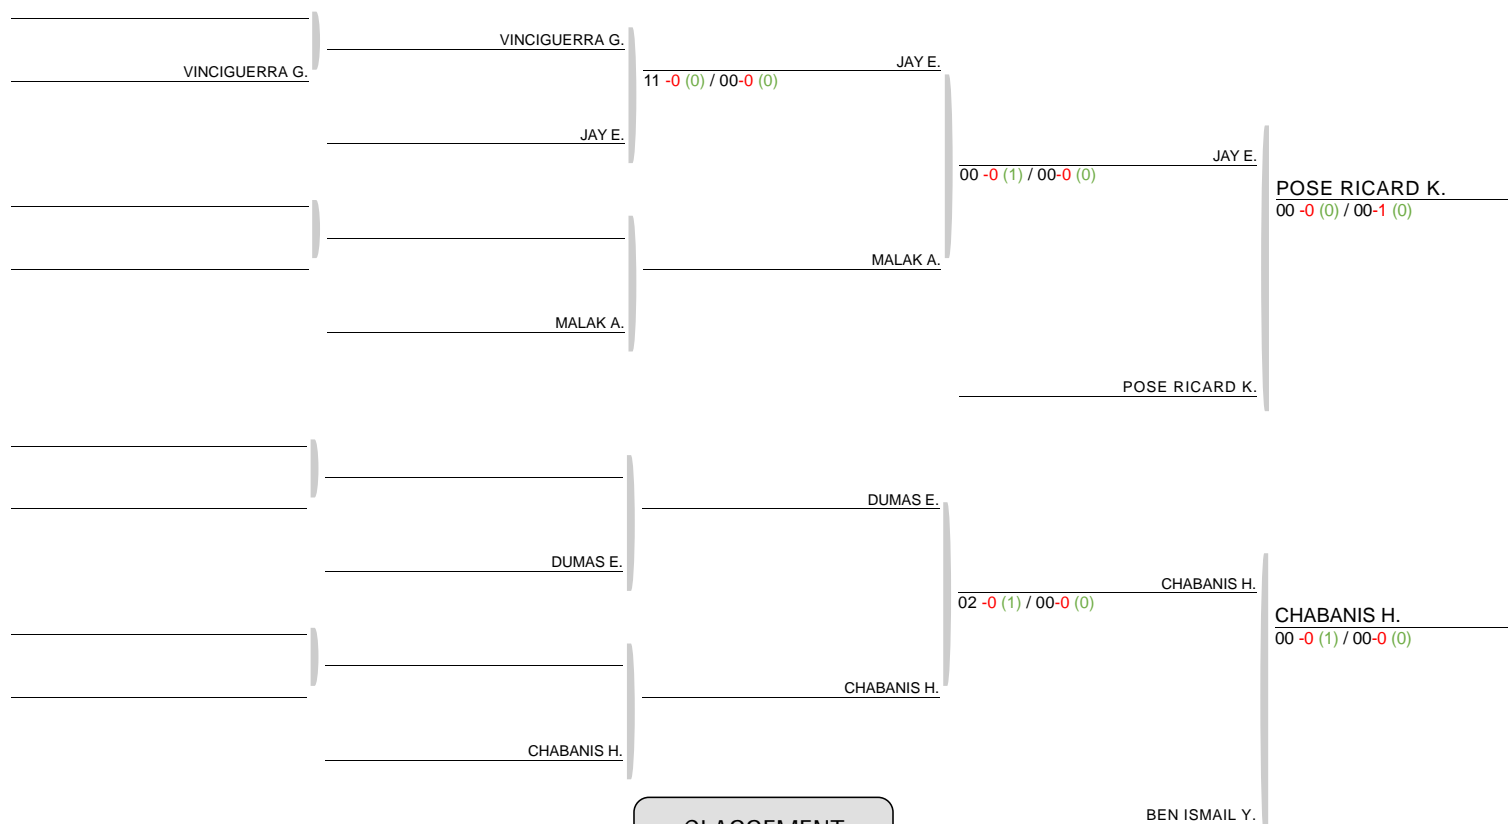 VINCIGUERRA G.
VINCIGUERRA G.
JAY E.
11 -0 (0) / 00-0 (0)
JAY E.
JAY E.
00 -0 (1) / 00-0 (0)
POSE RICARD K.
00 -0 (0) / 00-1 (0)
MALAK A.
MALAK A.
POSE RICARD K.
DUMAS E.
DUMAS E.
CHABANIS H.
02 -0 (1) / 00-0 (0)
CHABANIS H.
00 -0 (1) / 00-0 (0)
CHABANIS H.
CHABANIS H.
BEN ISMAIL Y.
CLASSEMENT